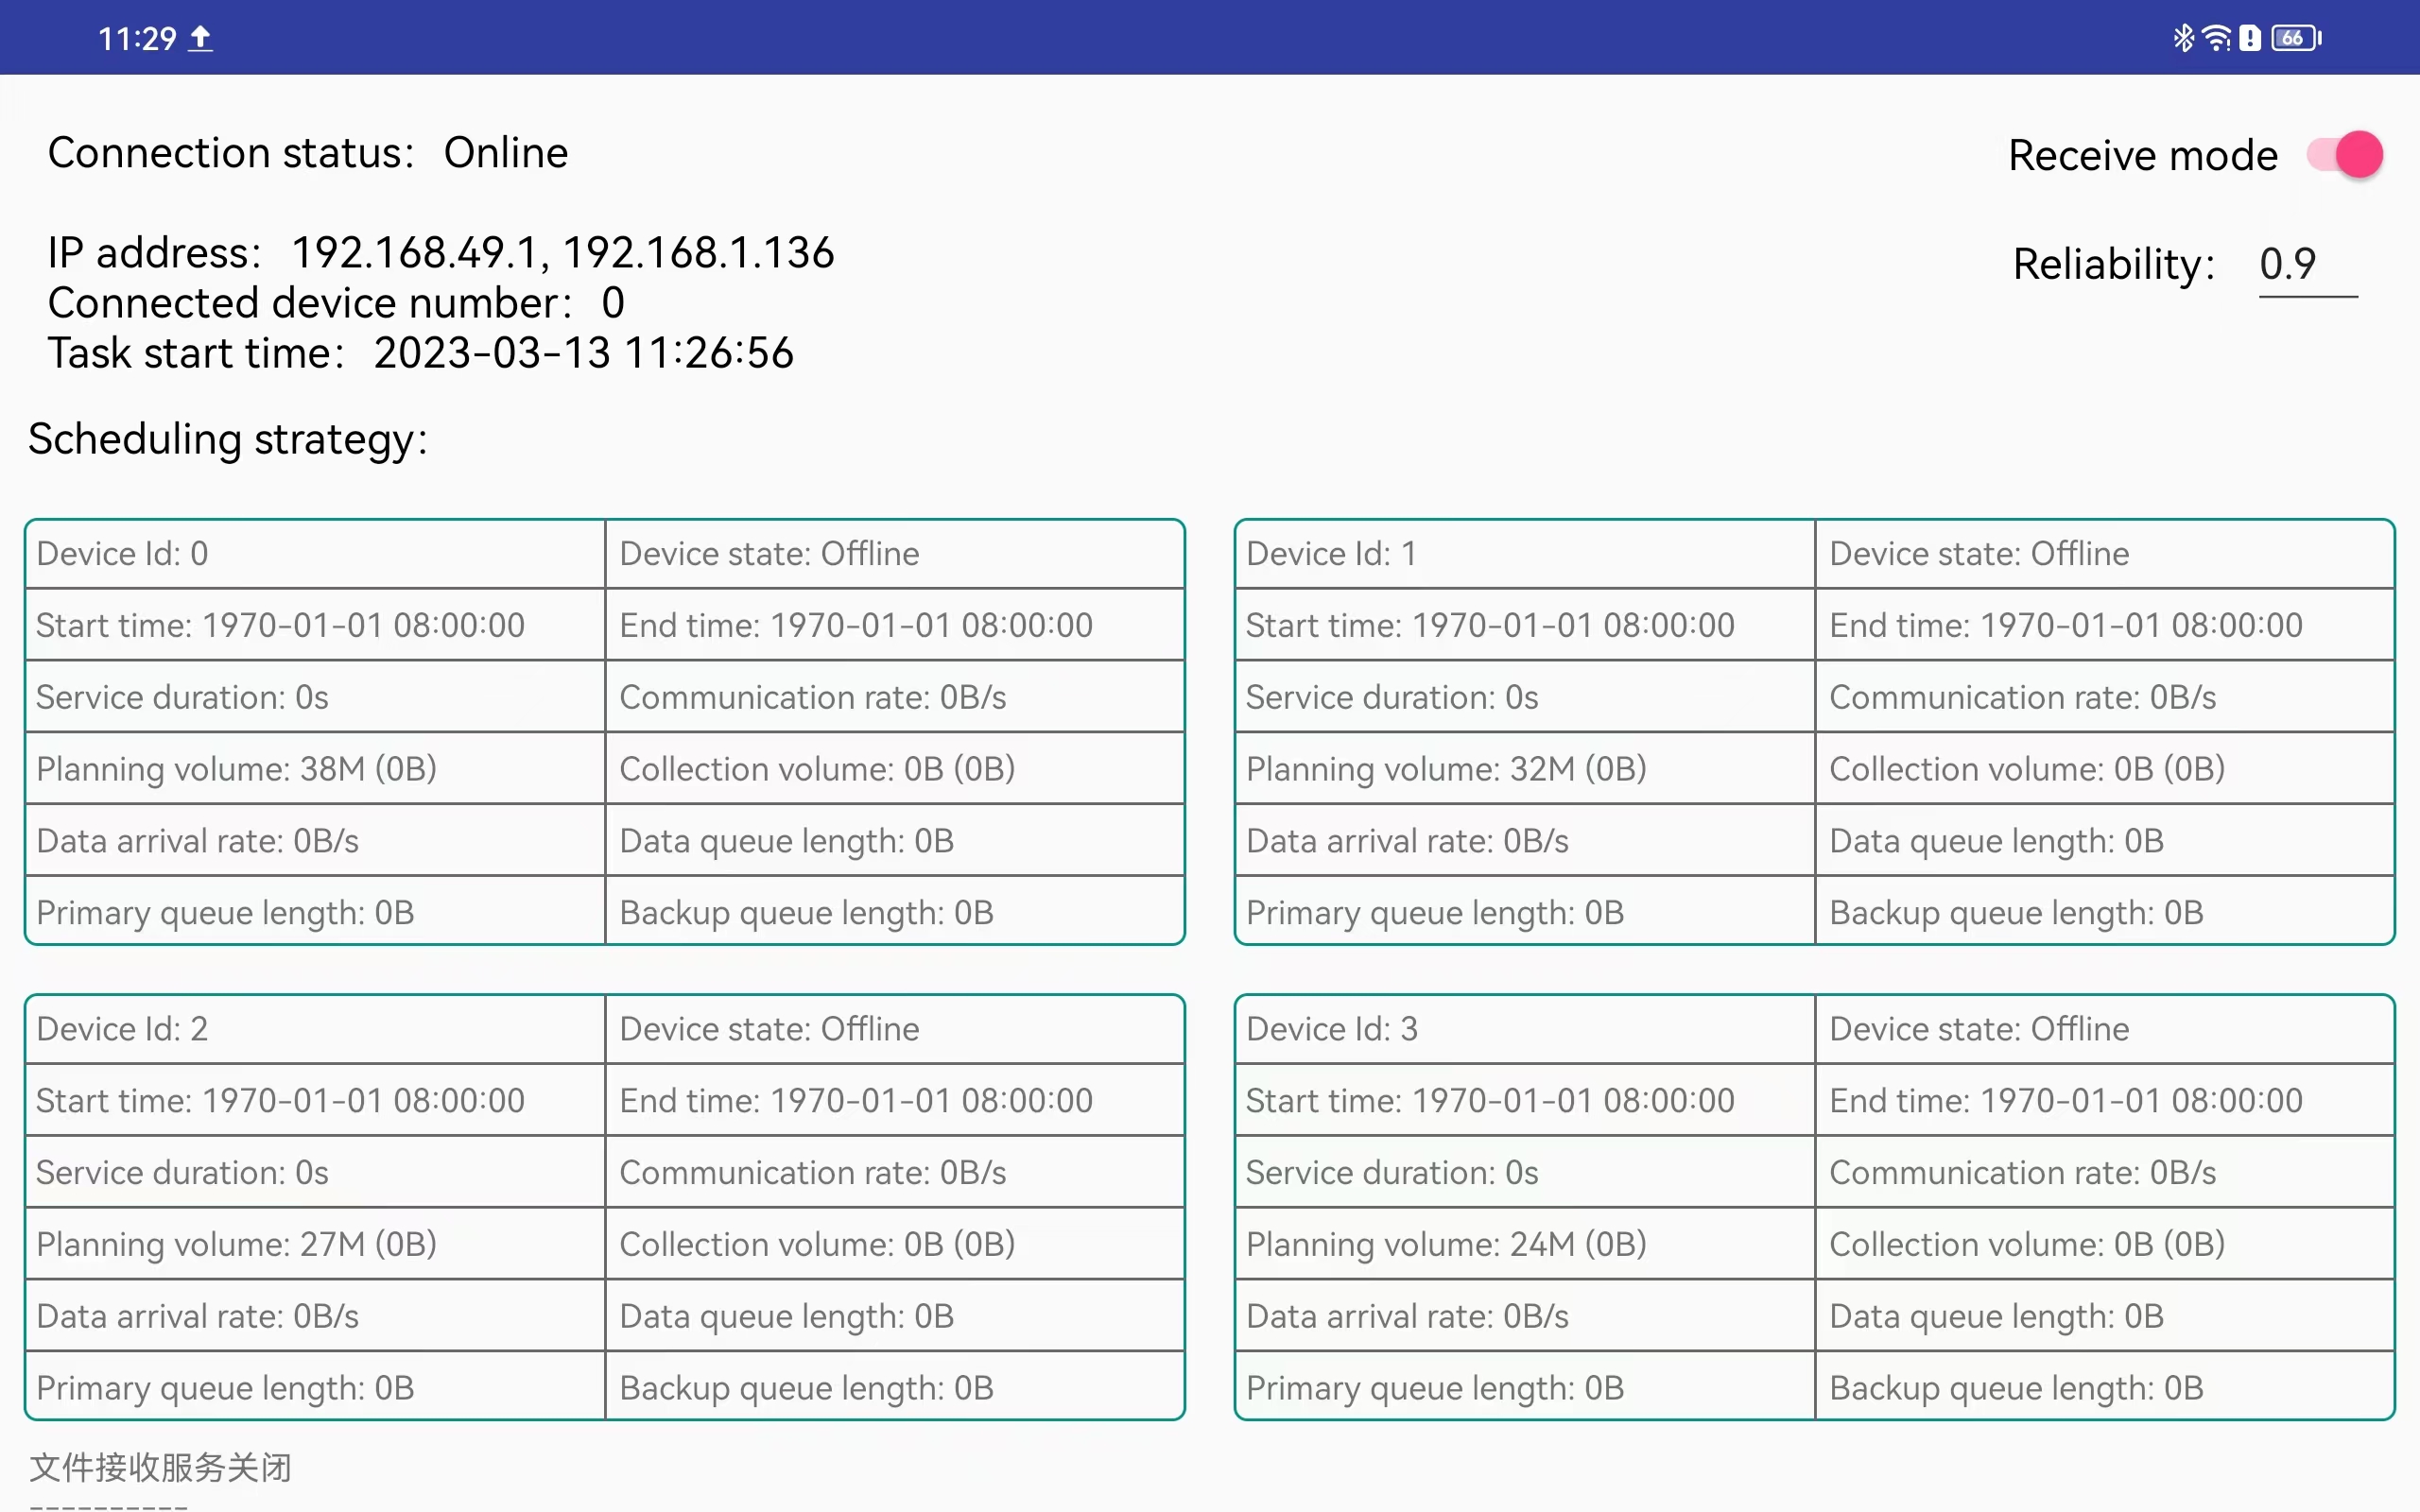 11:29
66
Connection status： Online
Receive mode
IP address： 192.168.49.1, 192.168.1.136
Reliability： 0.9
Connected device number： 0
Task start time： 2023-03-13 11:26:56
Scheduling strategy：
Device Id: 0 Device state: Offline
Start time: 1970-01-01 08:00:00 End time: 1970-01-01 08:00:00
Service duration: 0s Communication rate: 0B/s
Planning volume: 38M (0B) Collection volume: 0B (0B)
Data arrival rate: 0B/s Data queue length: 0B
Primary queue length: 0B Backup queue length: 0B
Device Id: 1 Device state: Offline
Start time: 1970-01-01 08:00:00 End time: 1970-01-01 08:00:00
Service duration: 0s Communication rate: 0B/s
Planning volume: 32M (0B) Collection volume: 0B (0B)
Data arrival rate: 0B/s Data queue length: 0B
Primary queue length: 0B Backup queue length: 0B
Device Id: 2 Device state: Offline
Start time: 1970-01-01 08:00:00 End time: 1970-01-01 08:00:00
Service duration: 0s Communication rate: 0B/s
Planning volume: 27M (0B) Collection volume: 0B (0B)
Data arrival rate: 0B/s Data queue length: 0B
Primary queue length: 0B Backup queue length: 0B
Device Id: 3 Device state: Offline
Start time: 1970-01-01 08:00:00 End time: 1970-01-01 08:00:00
Service duration: 0s Communication rate: 0B/s
Planning volume: 24M (0B) Collection volume: 0B (0B)
Data arrival rate: 0B/s Data queue length: 0B
Primary queue length: 0B Backup queue length: 0B
文件接收服务关闭
----------